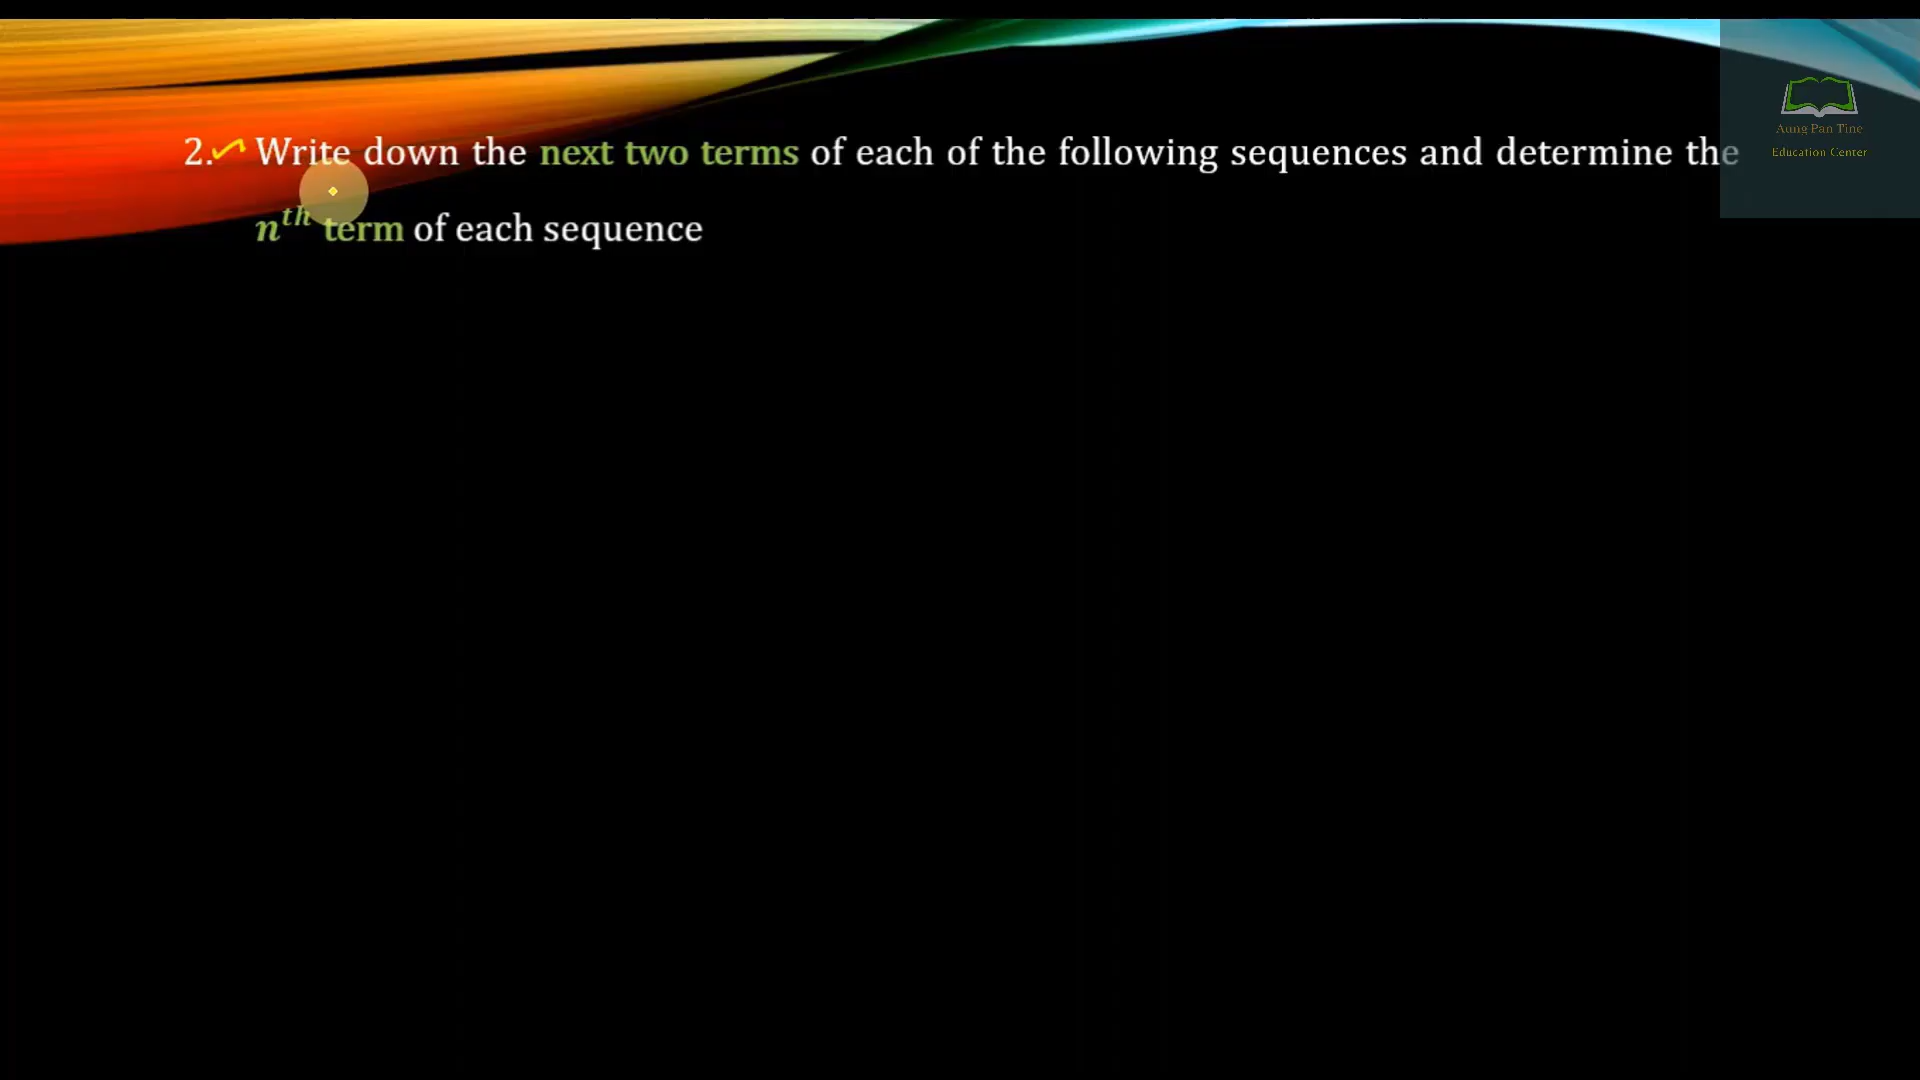 2. Write down the next two terms of each of the following sequences and determine the
nᵗʰ term of each sequence
Aung Pan Tine
Education Center